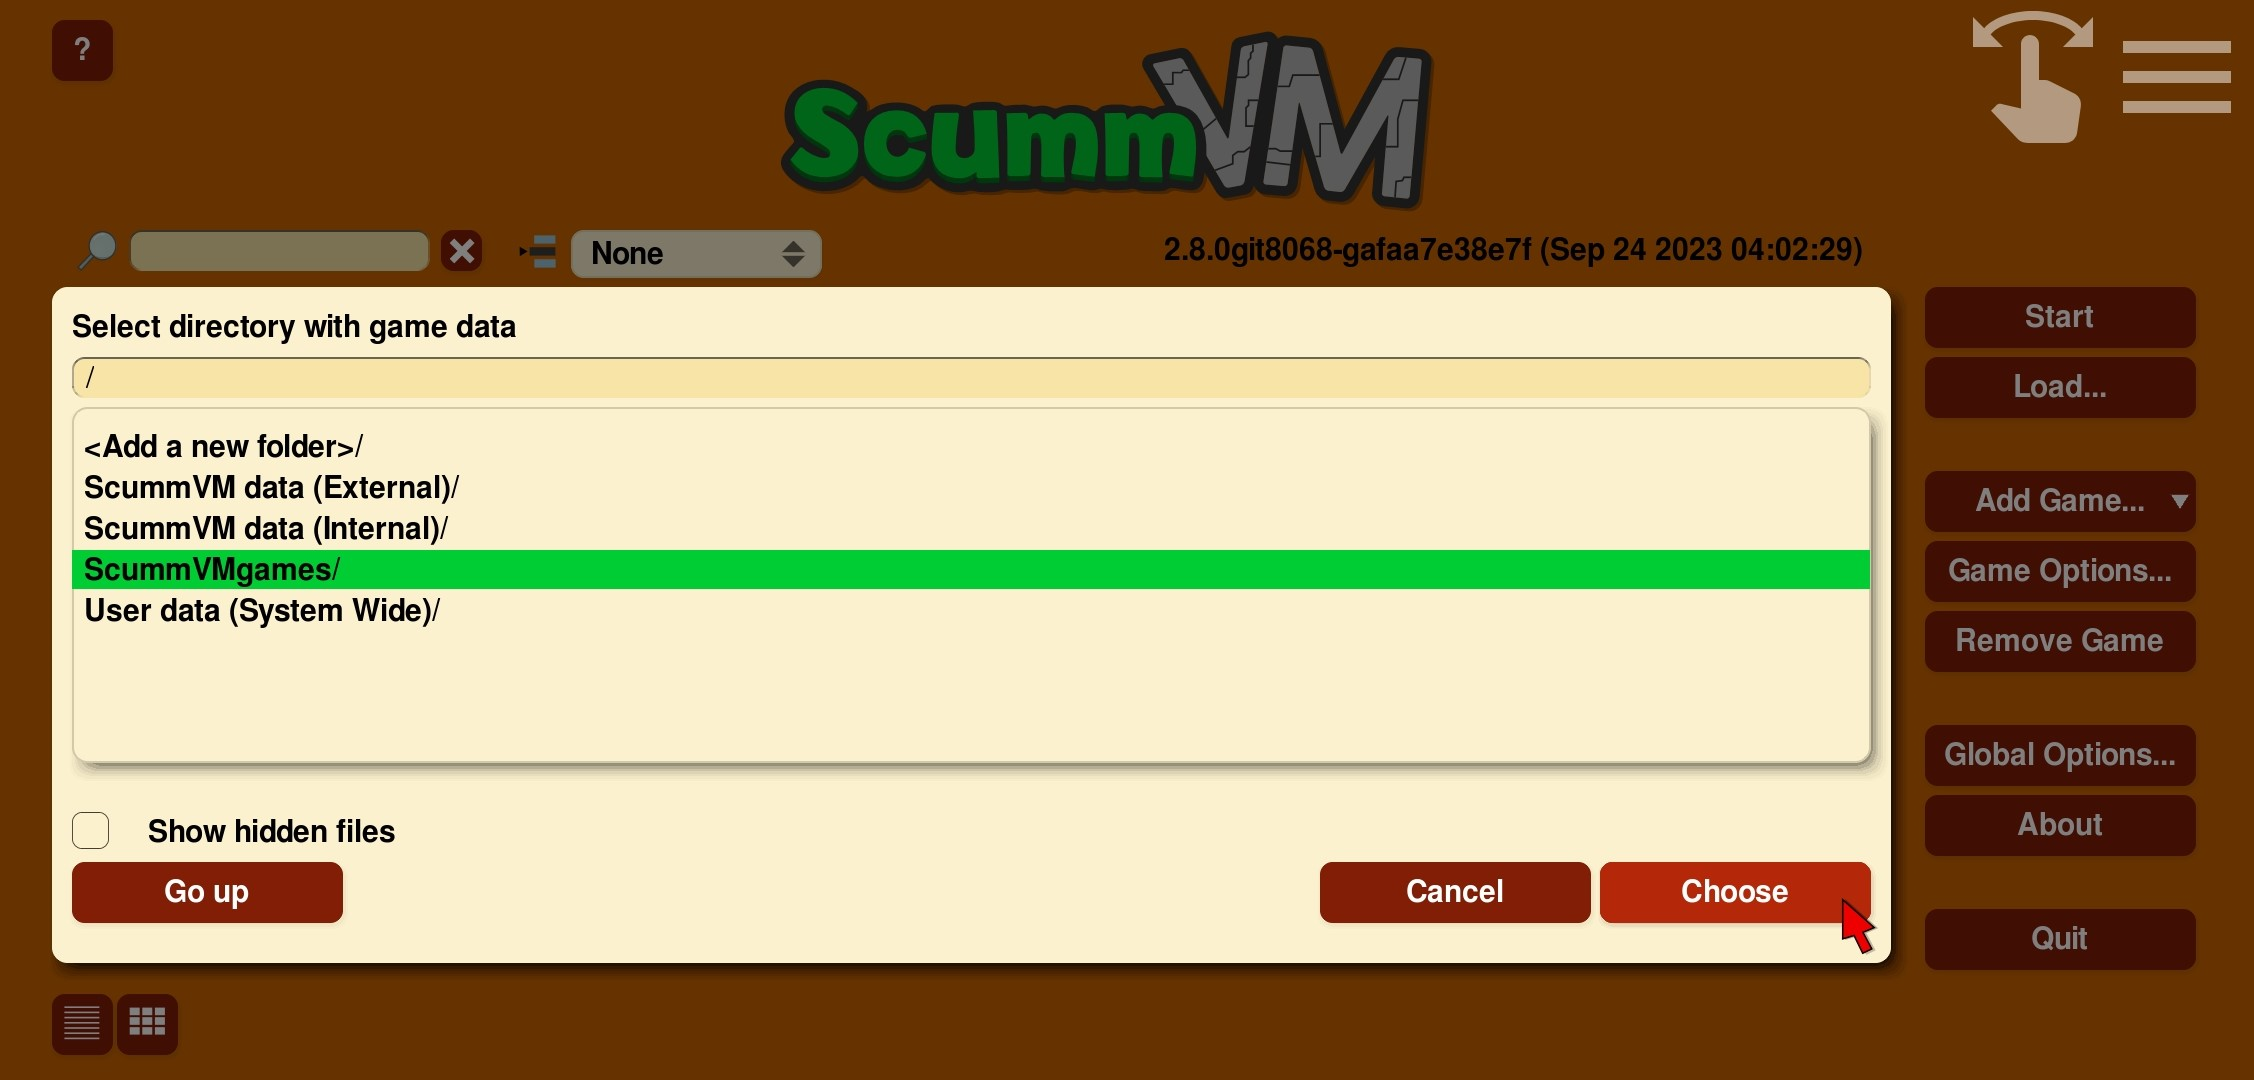 ?
ScummVM
None
2.8.0git8068-gafaa7e38e7f (Sep 24 2023 04:02:29)
Select directory with game data
/
<Add a new folder>/
ScummVM data (External)/
ScummVM data (Internal)/
ScummVMgames/
User data (System Wide)/
Show hidden files
Go up
Cancel
Choose
Start
Load...
Add Game...
Game Options...
Remove Game
Global Options...
About
Quit